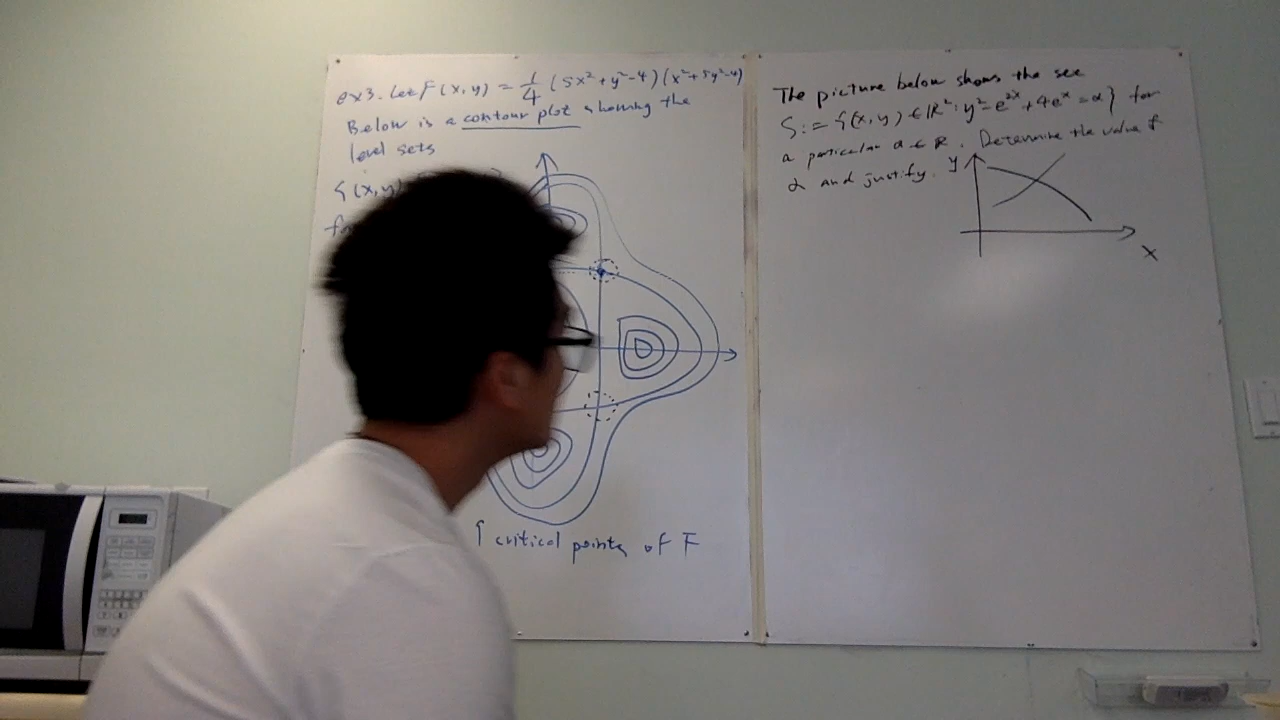 ex3. Let F(x,y) = 1/4 (5x²+y²-4)(x²+5y²-4)
Below is a contour plot showing the
level sets
{(x,y)
fo
↑ critical points of F
The picture below shows the see
S := {(x,y) ∈ ℝ² : y² - e^{2x} + 4e^x = α} for
a particular α ∈ ℝ. Determine the value of
α and justify.
y
x